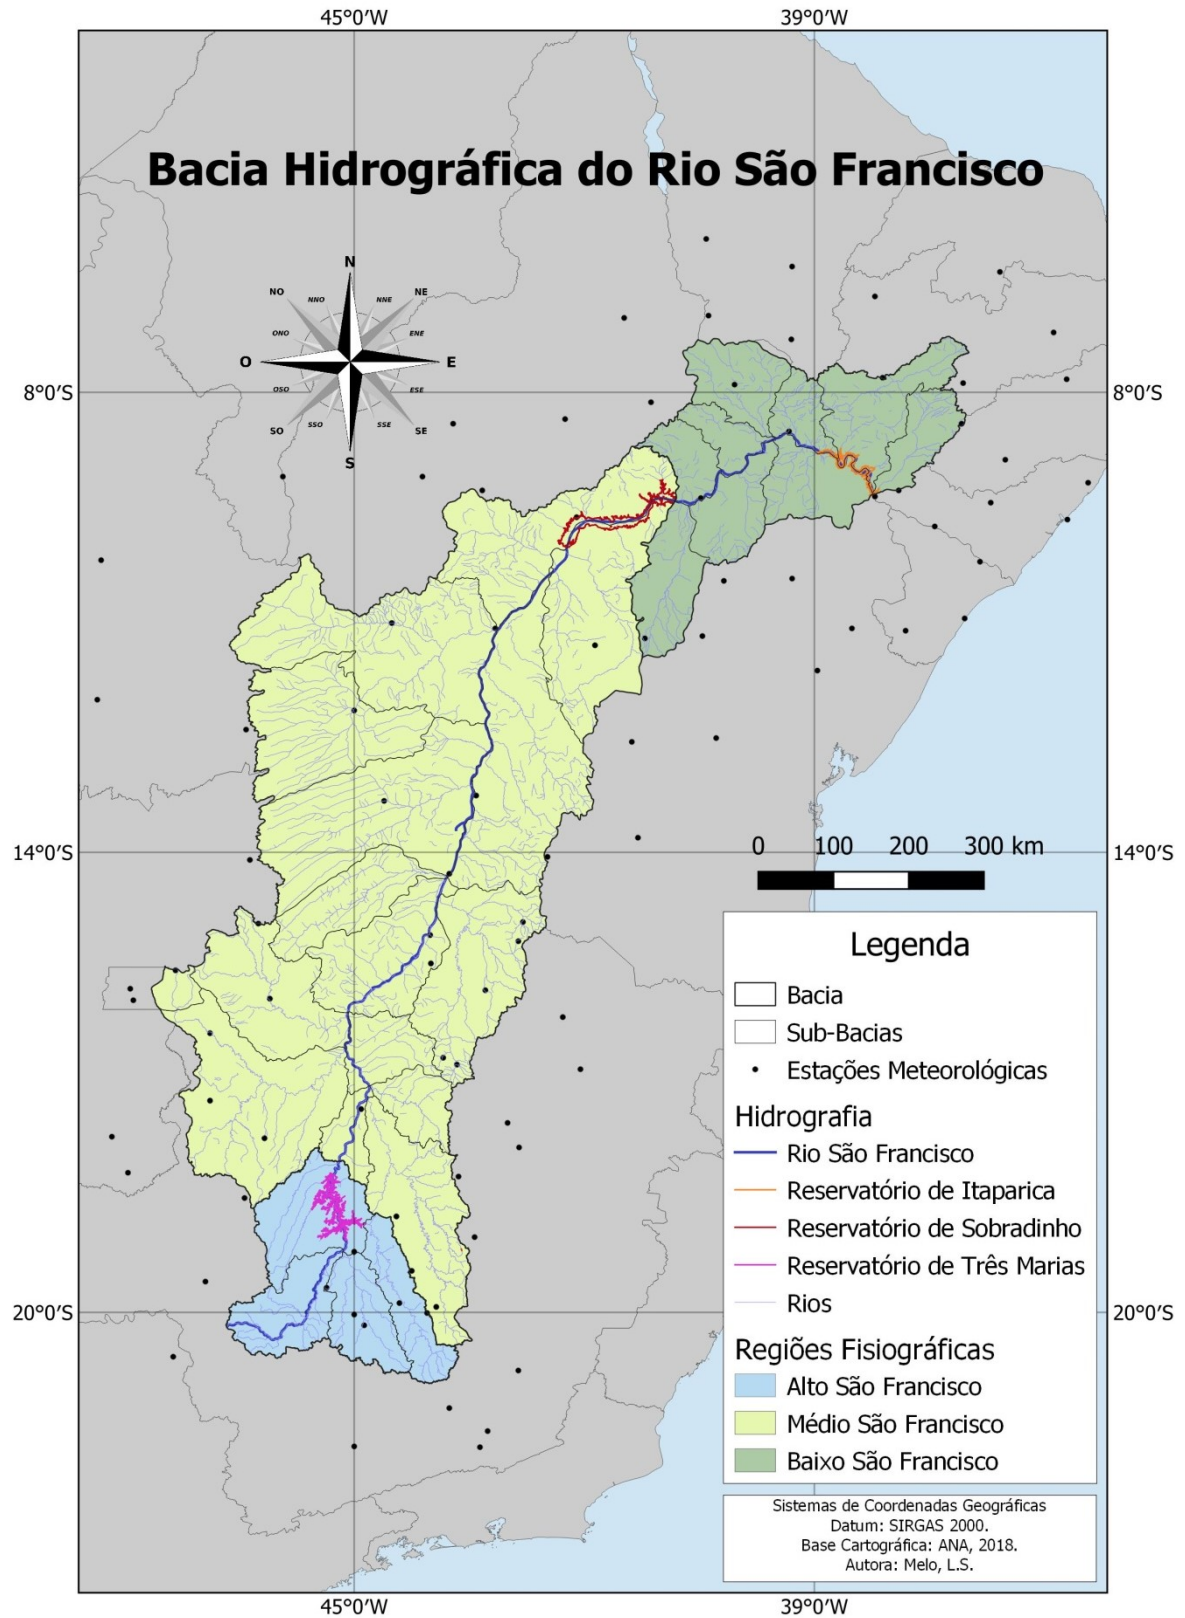 45°0′W 39°0′W
Bacia Hidrográfica do Rio São Francisco
N
NO NNO NNE NE
ONO ENE
O E
OSO ESE
SO SSO SSE SE
S
8°0′S 8°0′S
14°0′S 14°0′S
0 100 200 300 km
Legenda
Bacia
Sub-Bacias
Estações Meteorológicas
Hidrografia
Rio São Francisco
Reservatório de Itaparica
Reservatório de Sobradinho
Reservatório de Três Marias
Rios
20°0′S 20°0′S
Regiões Fisiográficas
Alto São Francisco
Médio São Francisco
Baixo São Francisco
Sistemas de Coordenadas Geográficas
Datum: SIRGAS 2000.
Base Cartográfica: ANA, 2018.
Autora: Melo, L.S.
45°0′W 39°0′W